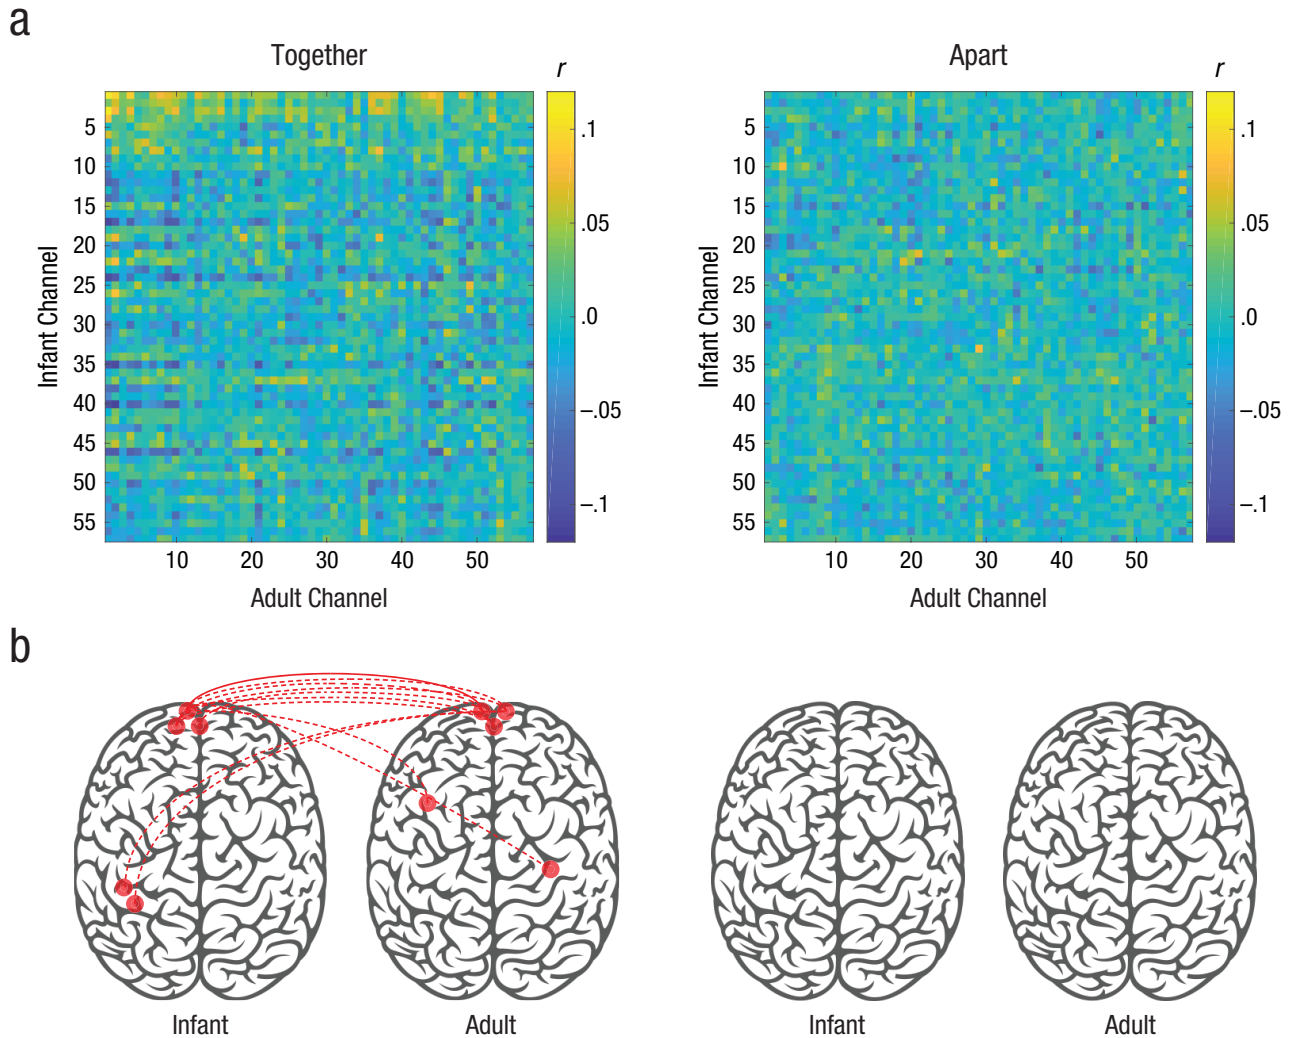 a
Together
Apart
r
r
Infant Channel
5
10
15
20
25
30
35
40
45
50
55
10 20 30 40 50
Adult Channel
.1
.05
.0
–.05
–.1
Infant Channel
5
10
15
20
25
30
35
40
45
50
55
10 20 30 40 50
Adult Channel
.1
.05
.0
–.05
–.1
b
Infant
Adult
Infant
Adult